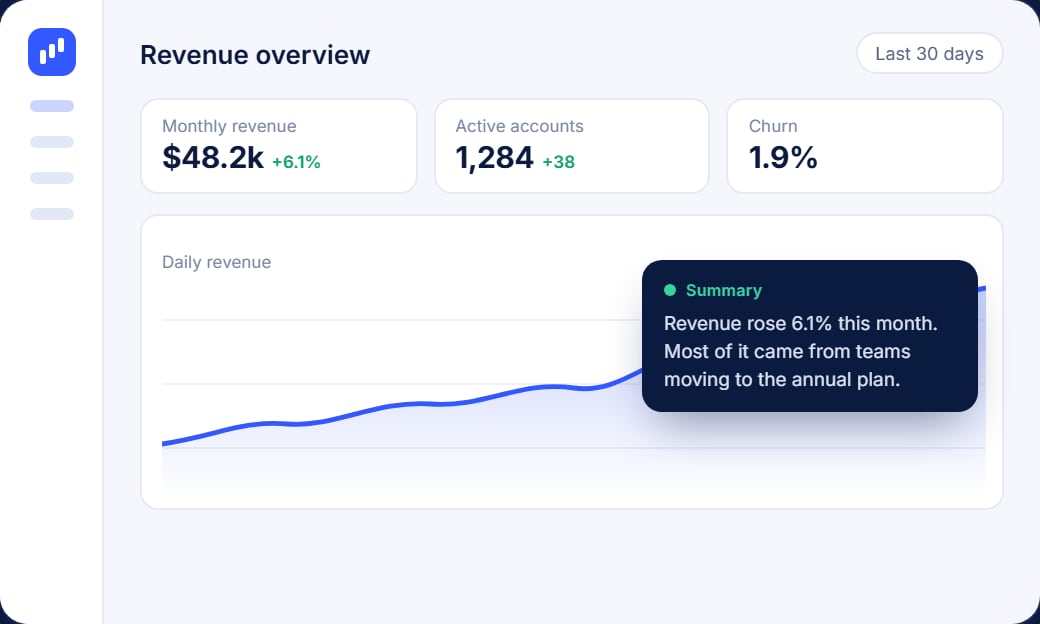 Revenue overview
Last 30 days
Monthly revenue
$48.2k +6.1%
Active accounts
1,284 +38
Churn
1.9%
Daily revenue
Summary
Revenue rose 6.1% this month.
Most of it came from teams
moving to the annual plan.